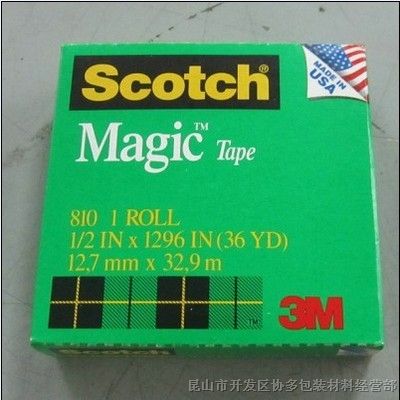 Scotch®
MADE IN
USA
Magic™ Tape
810 1 ROLL
1/2 IN x 1296 IN (36 YD)
12,7 mm x 32,9 m
™
3M
昆山市开发区协多包装材料经营部